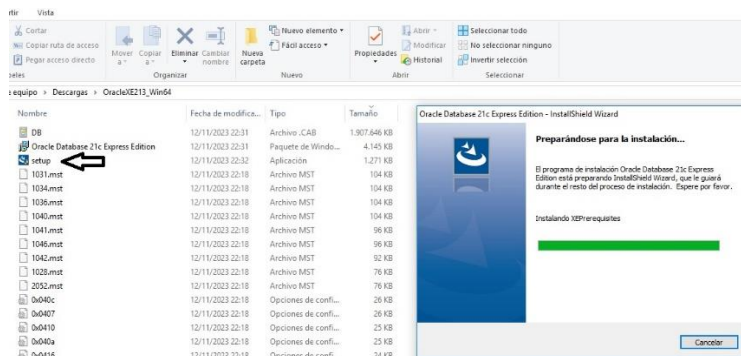 rtir Vista
Cortar
Copiar ruta de acceso
Pegar acceso directo
Mover a
Copiar a
Eliminar
Cambiar nombre
Nueva carpeta
Nuevo elemento
Fácil acceso
Propiedades
Abrir
Modificar
Historial
Seleccionar todo
No seleccionar ninguno
Invertir selección
Organizar
Nuevo
Abrir
Seleccionar
equipo > Descargas > OracleXE213_Win64
Nombre Fecha de modifica... Tipo Tamaño
DB 12/11/2023 22:31 Archivo .CAB 1.907.646 KB
Oracle Database 21c Express Edition 12/11/2023 22:31 Paquete de Windo... 4.145 KB
setup 12/11/2023 22:32 Aplicación 1.271 KB
1031.mst 12/11/2023 22:18 Archivo MST 104 KB
1034.mst 12/11/2023 22:18 Archivo MST 104 KB
1036.mst 12/11/2023 22:18 Archivo MST 104 KB
1040.mst 12/11/2023 22:18 Archivo MST 104 KB
1041.mst 12/11/2023 22:18 Archivo MST 96 KB
1046.mst 12/11/2023 22:18 Archivo MST 96 KB
1042.mst 12/11/2023 22:18 Archivo MST 92 KB
1028.mst 12/11/2023 22:18 Archivo MST 76 KB
2052.mst 12/11/2023 22:18 Archivo MST 76 KB
0x040c 12/11/2023 22:18 Opciones de confi... 26 KB
0x0407 12/11/2023 22:18 Opciones de confi... 26 KB
0x0410 12/11/2023 22:18 Opciones de confi... 25 KB
0x040a 12/11/2023 22:18 Opciones de confi... 25 KB
0x0416 12/11/2023 22:18 Opciones de confi... 24 KB
Oracle Database 21c Express Edition - InstallShield Wizard
Preparándose para la instalación...
El programa de instalación Oracle Database 21c Express
Edition está preparando InstallShield Wizard, que le guiará
durante el resto del proceso de instalación. Espere por favor.
Instalando XEPrerequisites
Cancelar